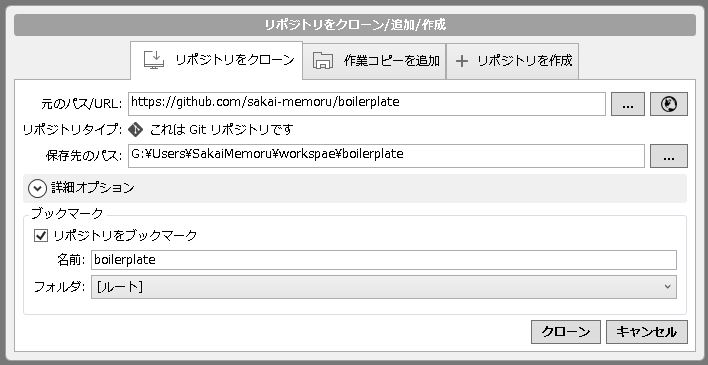 リポジトリをクローン/追加/作成
リポジトリをクローン 作業コピーを追加 リポジトリを作成
元のパス/URL: https://github.com/sakai-memoru/boilerplate ...
リポジトリタイプ: これは Git リポジトリです
保存先のパス: G:¥Users¥SakaiMemoru¥workspae¥boilerplate ...
詳細オプション
ブックマーク
リポジトリをブックマーク
名前: boilerplate
フォルダ: [ルート]
クローン キャンセル